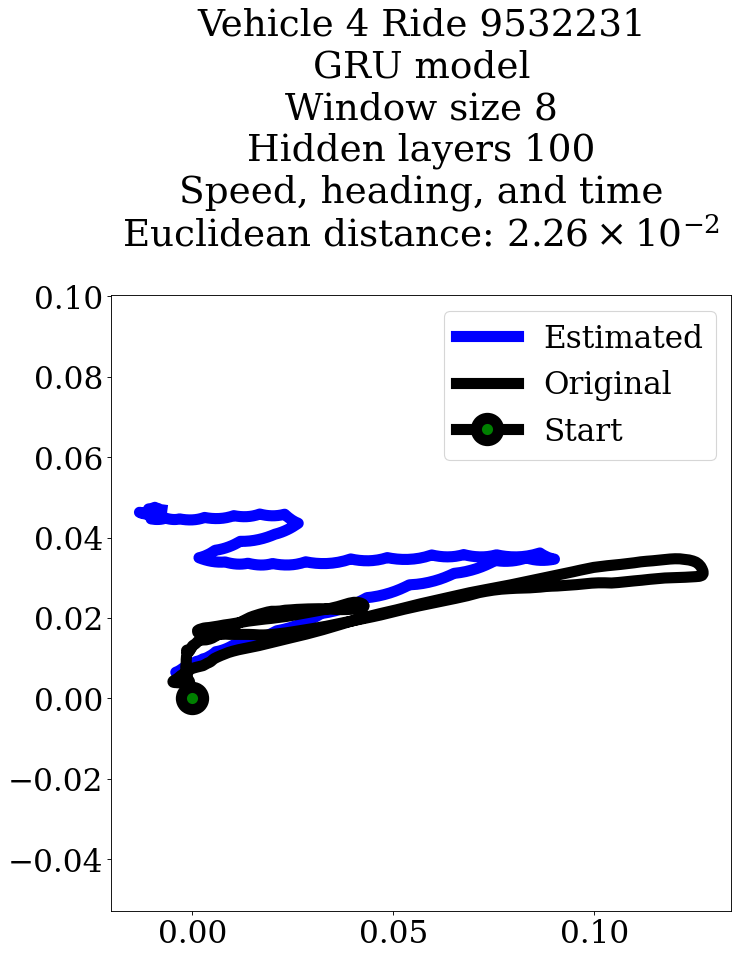 Vehicle 4 Ride 9532231
GRU model
Window size 8
Hidden layers 100
Speed, heading, and time
Euclidean distance: 2.26 × 10⁻²
0.10
0.08
0.06
0.04
0.02
0.00
−0.02
−0.04
Estimated
Original
Start
0.00 0.05 0.10